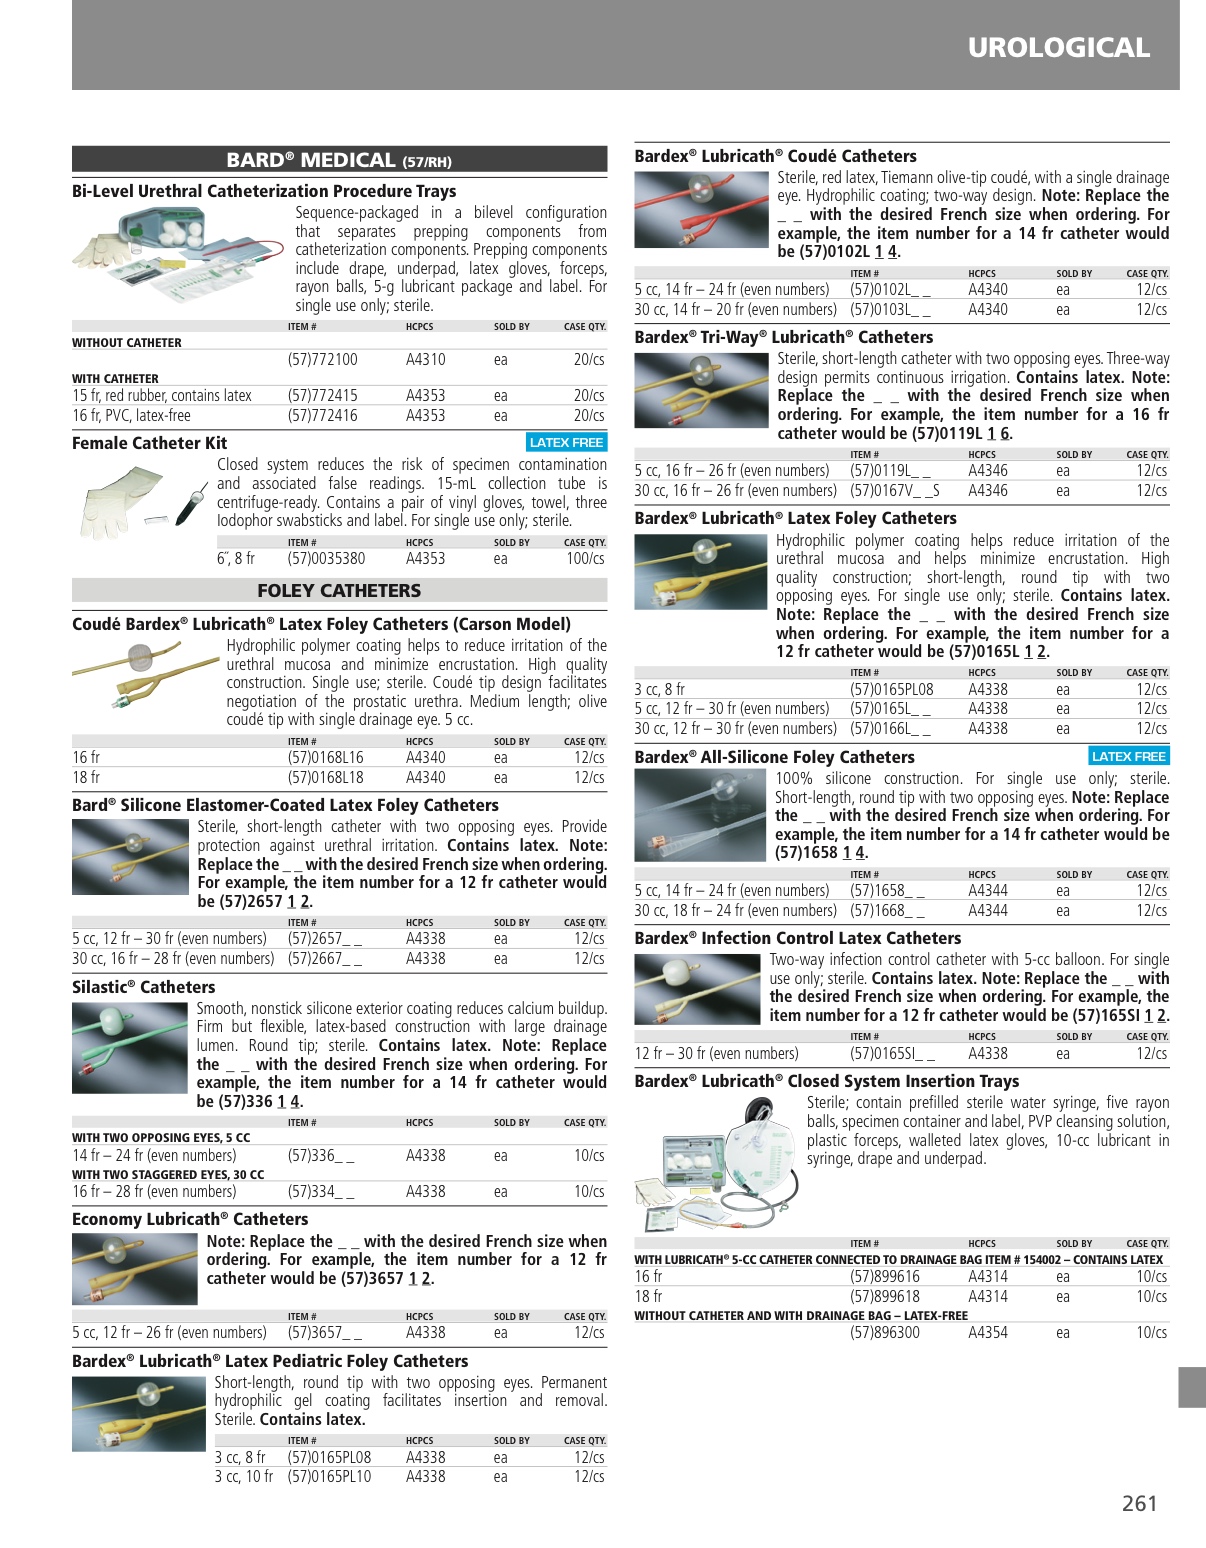 UROLOGICAL
BARD® MEDICAL (57/RH)
Bi-Level Urethral Catheterization Procedure Trays
Sequence-packaged in a bilevel configuration
that separates prepping components from
catheterization components. Prepping components
include drape, underpad, latex gloves, forceps,
rayon balls, 5-g lubricant package and label. For
single use only; sterile.
ITEM # HCPCS SOLD BY CASE QTY.
WITHOUT CATHETER
(57)772100 A4310 ea 20/cs
WITH CATHETER
15 fr, red rubber, contains latex (57)772415 A4353 ea 20/cs
16 fr, PVC, latex-free (57)772416 A4353 ea 20/cs
Female Catheter Kit LATEX FREE
Closed system reduces the risk of specimen contamination
and associated false readings. 15-mL collection tube is
centrifuge-ready. Contains a pair of vinyl gloves, towel, three
Iodophor swabsticks and label. For single use only; sterile.
ITEM # HCPCS SOLD BY CASE QTY.
6˝, 8 fr (57)0035380 A4353 ea 100/cs
FOLEY CATHETERS
Coudé Bardex® Lubricath® Latex Foley Catheters (Carson Model)
Hydrophilic polymer coating helps to reduce irritation of the
urethral mucosa and minimize encrustation. High quality
construction. Single use; sterile. Coudé tip design facilitates
negotiation of the prostatic urethra. Medium length; olive
coudé tip with single drainage eye. 5 cc.
ITEM # HCPCS SOLD BY CASE QTY.
16 fr (57)0168L16 A4340 ea 12/cs
18 fr (57)0168L18 A4340 ea 12/cs
Bard® Silicone Elastomer-Coated Latex Foley Catheters
Sterile, short-length catheter with two opposing eyes. Provide
protection against urethral irritation. Contains latex. Note:
Replace the _ _ with the desired French size when ordering.
For example, the item number for a 12 fr catheter would
be (57)2657 1 2.
ITEM # HCPCS SOLD BY CASE QTY.
5 cc, 12 fr – 30 fr (even numbers) (57)2657_ _ A4338 ea 12/cs
30 cc, 16 fr – 28 fr (even numbers) (57)2667_ _ A4338 ea 12/cs
Silastic® Catheters
Smooth, nonstick silicone exterior coating reduces calcium buildup.
Firm but flexible, latex-based construction with large drainage
lumen. Round tip; sterile. Contains latex. Note: Replace
the _ _ with the desired French size when ordering. For
example, the item number for a 14 fr catheter would
be (57)336 1 4.
ITEM # HCPCS SOLD BY CASE QTY.
WITH TWO OPPOSING EYES, 5 CC
14 fr – 24 fr (even numbers) (57)336_ _ A4338 ea 10/cs
WITH TWO STAGGERED EYES, 30 CC
16 fr – 28 fr (even numbers) (57)334_ _ A4338 ea 10/cs
Economy Lubricath® Catheters
Note: Replace the _ _ with the desired French size when
ordering. For example, the item number for a 12 fr
catheter would be (57)3657 1 2.
ITEM # HCPCS SOLD BY CASE QTY.
5 cc, 12 fr – 26 fr (even numbers) (57)3657_ _ A4338 ea 12/cs
Bardex® Lubricath® Latex Pediatric Foley Catheters
Short-length, round tip with two opposing eyes. Permanent
hydrophilic gel coating facilitates insertion and removal.
Sterile. Contains latex.
ITEM # HCPCS SOLD BY CASE QTY.
3 cc, 8 fr (57)0165PL08 A4338 ea 12/cs
3 cc, 10 fr (57)0165PL10 A4338 ea 12/cs
Bardex® Lubricath® Coudé Catheters
Sterile, red latex, Tiemann olive-tip coudé, with a single drainage
eye. Hydrophilic coating; two-way design. Note: Replace the
_ _ with the desired French size when ordering. For
example, the item number for a 14 fr catheter would
be (57)0102L 1 4.
ITEM # HCPCS SOLD BY CASE QTY.
5 cc, 14 fr – 24 fr (even numbers) (57)0102L_ _ A4340 ea 12/cs
30 cc, 14 fr – 20 fr (even numbers) (57)0103L_ _ A4340 ea 12/cs
Bardex® Tri-Way® Lubricath® Catheters
Sterile, short-length catheter with two opposing eyes. Three-way
design permits continuous irrigation. Contains latex. Note:
Replace the _ _ with the desired French size when
ordering. For example, the item number for a 16 fr
catheter would be (57)0119L 1 6.
ITEM # HCPCS SOLD BY CASE QTY.
5 cc, 16 fr – 26 fr (even numbers) (57)0119L_ _ A4346 ea 12/cs
30 cc, 16 fr – 26 fr (even numbers) (57)0167V_ _S A4346 ea 12/cs
Bardex® Lubricath® Latex Foley Catheters
Hydrophilic polymer coating helps reduce irritation of the
urethral mucosa and helps minimize encrustation. High
quality construction; short-length, round tip with two
opposing eyes. For single use only; sterile. Contains latex.
Note: Replace the _ _ with the desired French size
when ordering. For example, the item number for a
12 fr catheter would be (57)0165L 1 2.
ITEM # HCPCS SOLD BY CASE QTY.
3 cc, 8 fr (57)0165PL08 A4338 ea 12/cs
5 cc, 12 fr – 30 fr (even numbers) (57)0165L_ _ A4338 ea 12/cs
30 cc, 12 fr – 30 fr (even numbers) (57)0166L_ _ A4338 ea 12/cs
Bardex® All-Silicone Foley Catheters LATEX FREE
100% silicone construction. For single use only; sterile.
Short-length, round tip with two opposing eyes. Note: Replace
the _ _ with the desired French size when ordering. For
example, the item number for a 14 fr catheter would be
(57)1658 1 4.
ITEM # HCPCS SOLD BY CASE QTY.
5 cc, 14 fr – 24 fr (even numbers) (57)1658_ _ A4344 ea 12/cs
30 cc, 18 fr – 24 fr (even numbers) (57)1668_ _ A4344 ea 12/cs
Bardex® Infection Control Latex Catheters
Two-way infection control catheter with 5-cc balloon. For single
use only; sterile. Contains latex. Note: Replace the _ _ with
the desired French size when ordering. For example, the
item number for a 12 fr catheter would be (57)165SI 1 2.
ITEM # HCPCS SOLD BY CASE QTY.
12 fr – 30 fr (even numbers) (57)0165SI_ _ A4338 ea 12/cs
Bardex® Lubricath® Closed System Insertion Trays
Sterile; contain prefilled sterile water syringe, five rayon
balls, specimen container and label, PVP cleansing solution,
plastic forceps, walleted latex gloves, 10-cc lubricant in
syringe, drape and underpad.
ITEM # HCPCS SOLD BY CASE QTY.
WITH LUBRICATH® 5-CC CATHETER CONNECTED TO DRAINAGE BAG ITEM # 154002 – CONTAINS LATEX
16 fr (57)899616 A4314 ea 10/cs
18 fr (57)899618 A4314 ea 10/cs
WITHOUT CATHETER AND WITH DRAINAGE BAG – LATEX-FREE
(57)896300 A4354 ea 10/cs
261